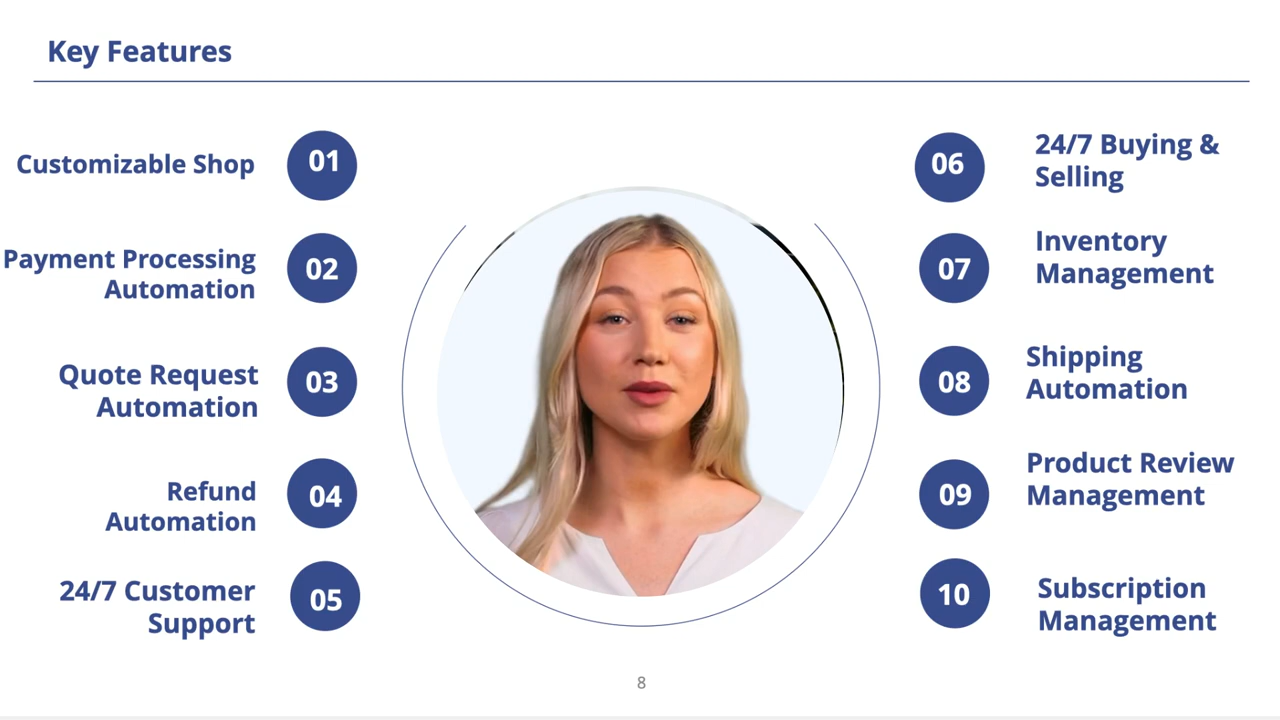 Key Features
Customizable Shop
01
Payment Processing
Automation
02
Quote Request
Automation
03
Refund
Automation
04
24/7 Customer
Support
05
06
24/7 Buying &
Selling
07
Inventory
Management
08
Shipping
Automation
09
Product Review
Management
10
Subscription
Management
8